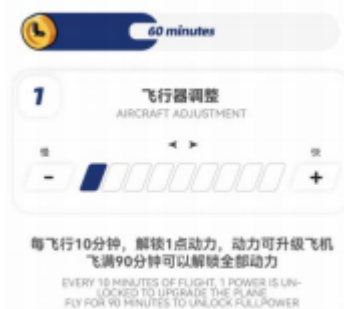 60 minutes
1
飞行器调整
AIRCRAFT ADJUSTMENT
慢
快
-
+
每飞行10分钟，解锁1点动力，动力可升级飞机
飞满90分钟可以解锁全部动力
EVERY 10 MINUTES OF FLIGHT, 1 POWER IS UN-
LOCKED TO UPGRADE THE PLANE
FLY FOR 90 MINUTES TO UNLOCK FULLPOWER